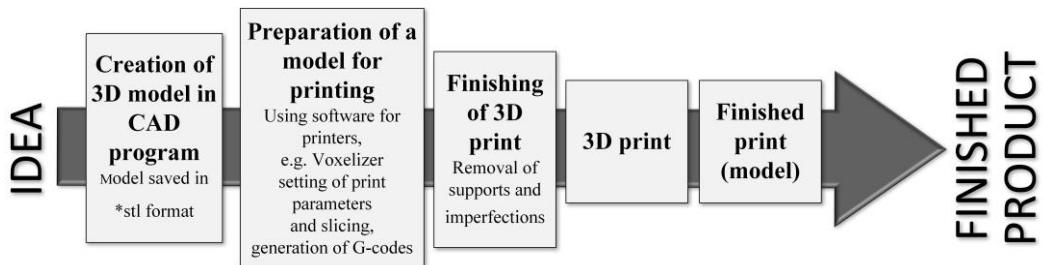 IDEA
Creation of
3D model in
CAD
program
Model saved in
*stl format
Preparation of a
model for
printing
Using software for
printers,
e.g. Voxelizer
setting of print
parameters
and slicing,
generation of G-codes
Finishing
of 3D
print
Removal of
supports and
imperfections
3D print
Finished
print
(model)
FINISHED
PRODUCT